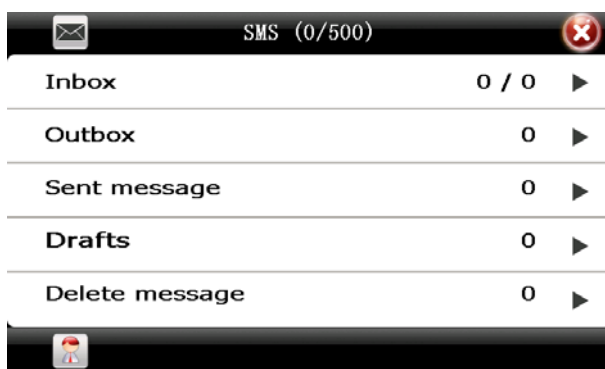 SMS (0/500)
Inbox 0 / 0
Outbox 0
Sent message 0
Drafts 0
Delete message 0